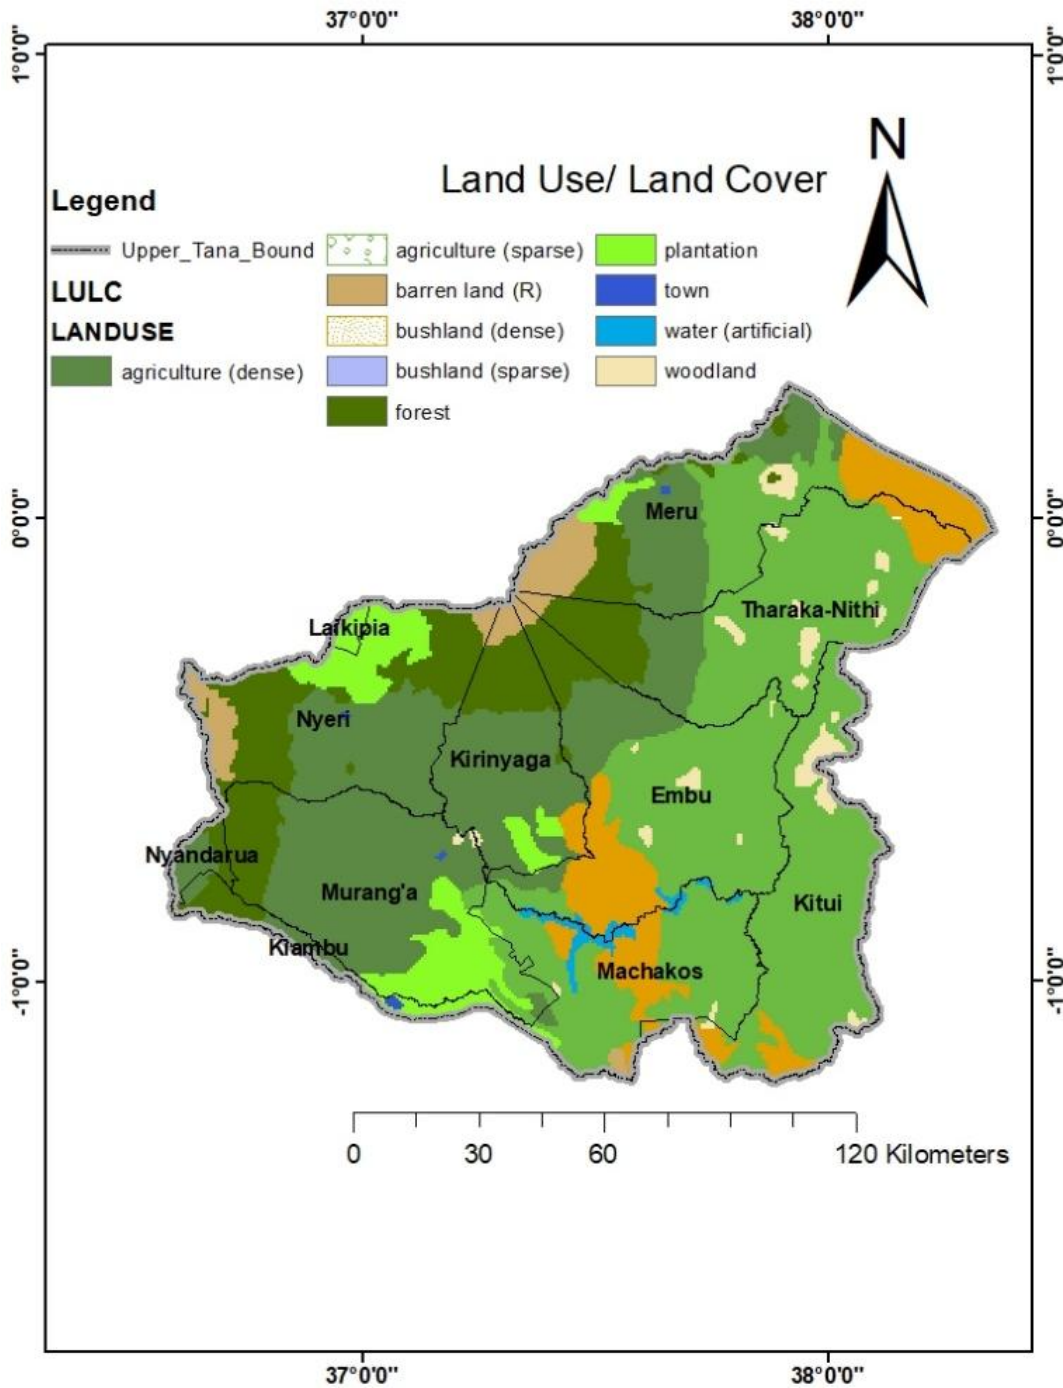 37°0'0"
38°0'0"
1°0'0"
1°0'0"
N
Land Use/ Land Cover
Legend
Upper_Tana_Bound
LULC
LANDUSE
agriculture (dense)
agriculture (sparse)
barren land (R)
bushland (dense)
bushland (sparse)
forest
plantation
town
water (artificial)
woodland
0°0'0"
0°0'0"
Meru
Tharaka-Nithi
Laikipia
Nyeri
Kirinyaga
Embu
Nyandarua
Murang'a
Kitui
Kiambu
Machakos
-1°0'0"
-1°0'0"
0
30
60
120 Kilometers
37°0'0"
38°0'0"